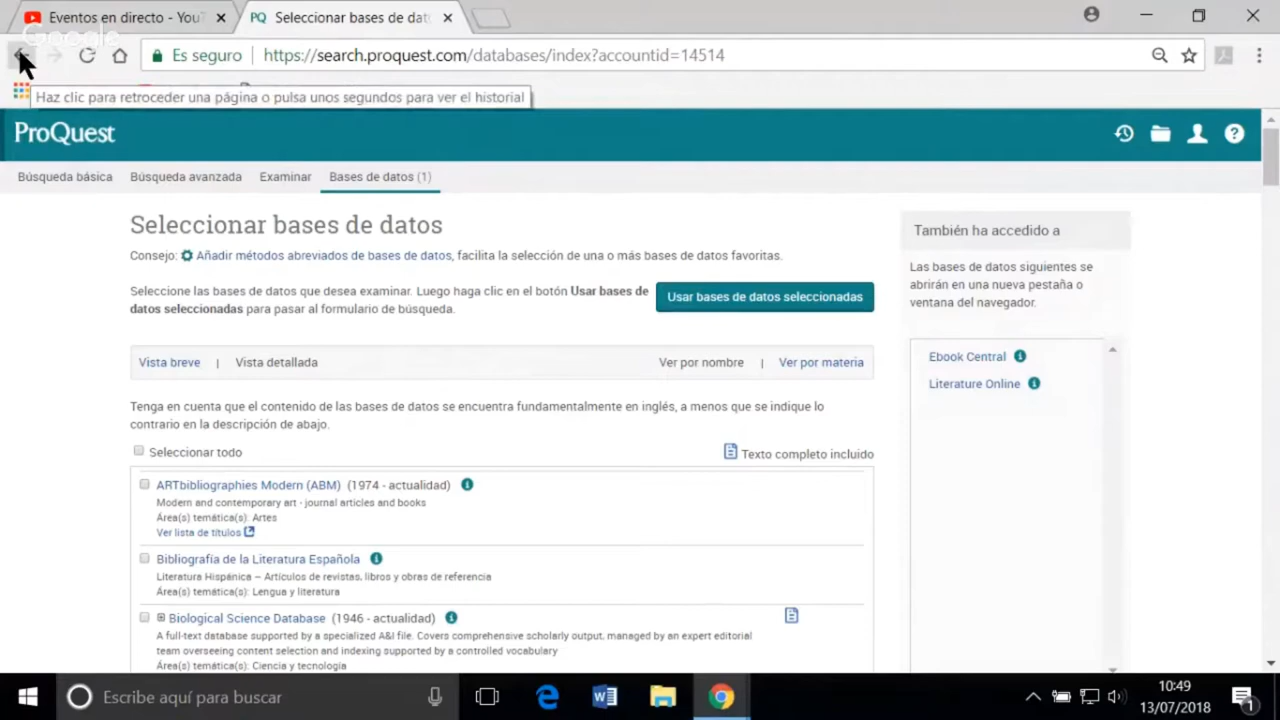 Eventos en directo - You
Seleccionar bases de dat
Google
Es seguro
https://search.proquest.com/databases/index?accountid=14514
Haz clic para retroceder una página o pulsa unos segundos para ver el historial
ProQuest
Búsqueda básica
Búsqueda avanzada
Examinar
Bases de datos (1)
Seleccionar bases de datos
Consejo: Añadir métodos abreviados de bases de datos, facilita la selección de una o más bases de datos favoritas.
Seleccione las bases de datos que desea examinar. Luego haga clic en el botón Usar bases de
datos seleccionadas para pasar al formulario de búsqueda.
Usar bases de datos seleccionadas
Vista breve | Vista detallada
Ver por nombre | Ver por materia
Tenga en cuenta que el contenido de las bases de datos se encuentra fundamentalmente en inglés, a menos que se indique lo
contrario en la descripción de abajo.
Seleccionar todo
Texto completo incluido
ARTbibliographies Modern (ABM) (1974 - actualidad)
Modern and contemporary art - journal articles and books
Área(s) temática(s): Artes
Ver lista de títulos
Bibliografía de la Literatura Española
Literatura Hispánica – Artículos de revistas, libros y obras de referencia
Área(s) temática(s): Lengua y literatura
Biological Science Database (1946 - actualidad)
A full-text database supported by a specialized A&I file. Covers comprehensive scholarly output, managed by an expert editorial
team overseeing content selection and indexing supported by a controlled vocabulary
Área(s) temática(s): Ciencia y tecnología
También ha accedido a
Las bases de datos siguientes se
abrirán en una nueva pestaña o
ventana del navegador.
Ebook Central
Literature Online
Escribe aquí para buscar
10:49
13/07/2018
1